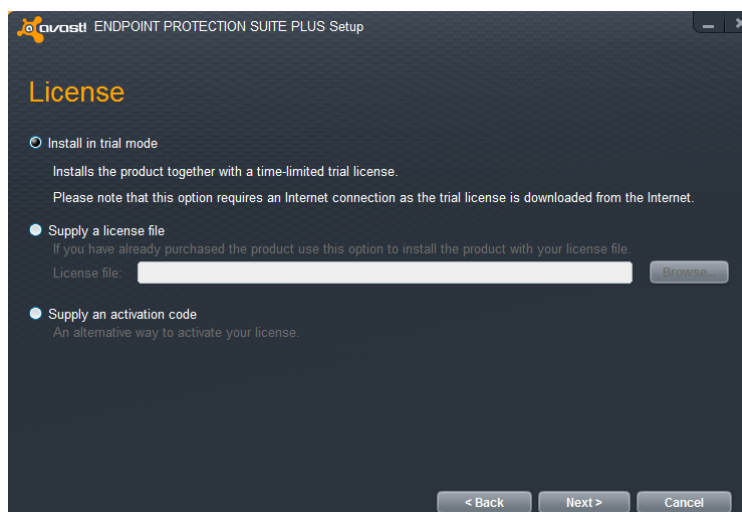 avast! ENDPOINT PROTECTION SUITE PLUS Setup
License
Install in trial mode
Installs the product together with a time-limited trial license.
Please note that this option requires an Internet connection as the trial license is downloaded from the Internet.
Supply a license file
If you have already purchased the product use this option to install the product with your license file.
License file: Browse...
Supply an activation code
An alternative way to activate your license.
< Back Next > Cancel